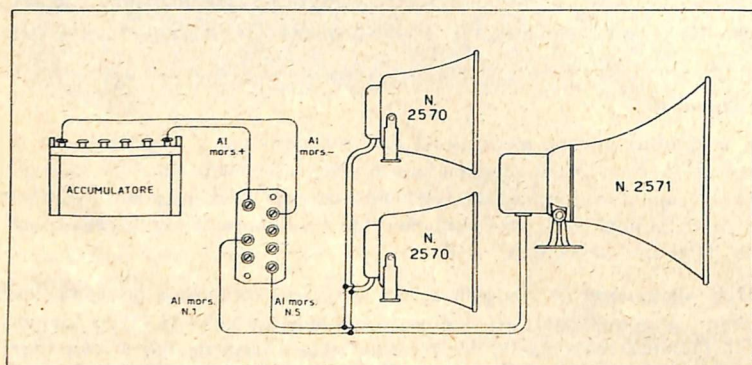 N.
2570
Al
mors.+
Al
mors.-
ACCUMULATORE
N. 2571
N.
2570
Al mors.
N.1
Al mors.
N.5